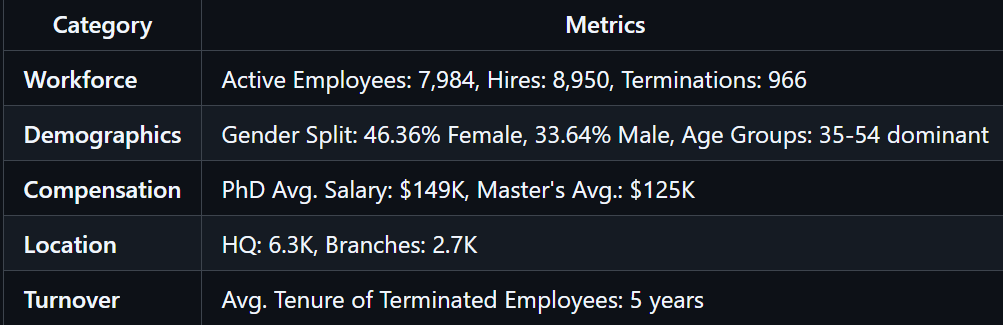 Category Metrics
Workforce Active Employees: 7,984, Hires: 8,950, Terminations: 966
Demographics Gender Split: 46.36% Female, 33.64% Male, Age Groups: 35-54 dominant
Compensation PhD Avg. Salary: $149K, Master's Avg.: $125K
Location HQ: 6.3K, Branches: 2.7K
Turnover Avg. Tenure of Terminated Employees: 5 years